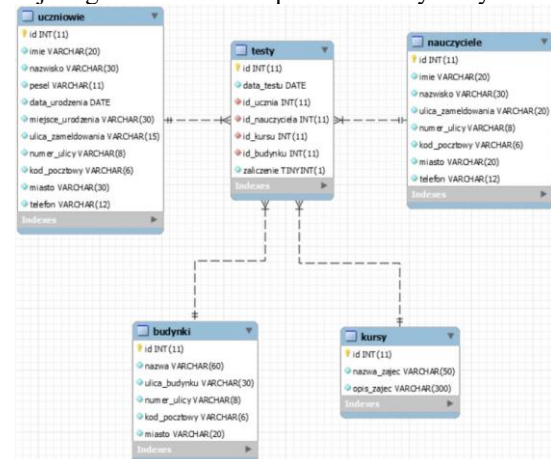 uczniowie
id INT(11)
imie VARCHAR(20)
nazwisko VARCHAR(30)
pesel VARCHAR(11)
data_urodzenia DATE
miejsce_urodzenia VARCHAR(30)
ulica_zameldowania VARCHAR(15)
numer_ulicy VARCHAR(8)
kod_pocztowy VARCHAR(6)
miasto VARCHAR(30)
telefon VARCHAR(12)
Indexes
testy
id INT(11)
data_testu DATE
id_ucznia INT(11)
id_nauczyciela INT(11)
id_kursu INT(11)
id_budynku INT(11)
zaliczenie TINYINT(1)
Indexes
nauczyciele
id INT(11)
imie VARCHAR(20)
nazwisko VARCHAR(30)
ulica_zameldowania VARCHAR(20)
numer_ulicy VARCHAR(8)
kod_pocztowy VARCHAR(6)
miasto VARCHAR(20)
telefon VARCHAR(12)
Indexes
budynki
id INT(11)
nazwa VARCHAR(60)
ulica_budynku VARCHAR(30)
numer_ulicy VARCHAR(8)
kod_pocztowy VARCHAR(6)
miasto VARCHAR(20)
Indexes
kursy
id INT(11)
nazwa_zajec VARCHAR(50)
opis_zajec VARCHAR(300)
Indexes